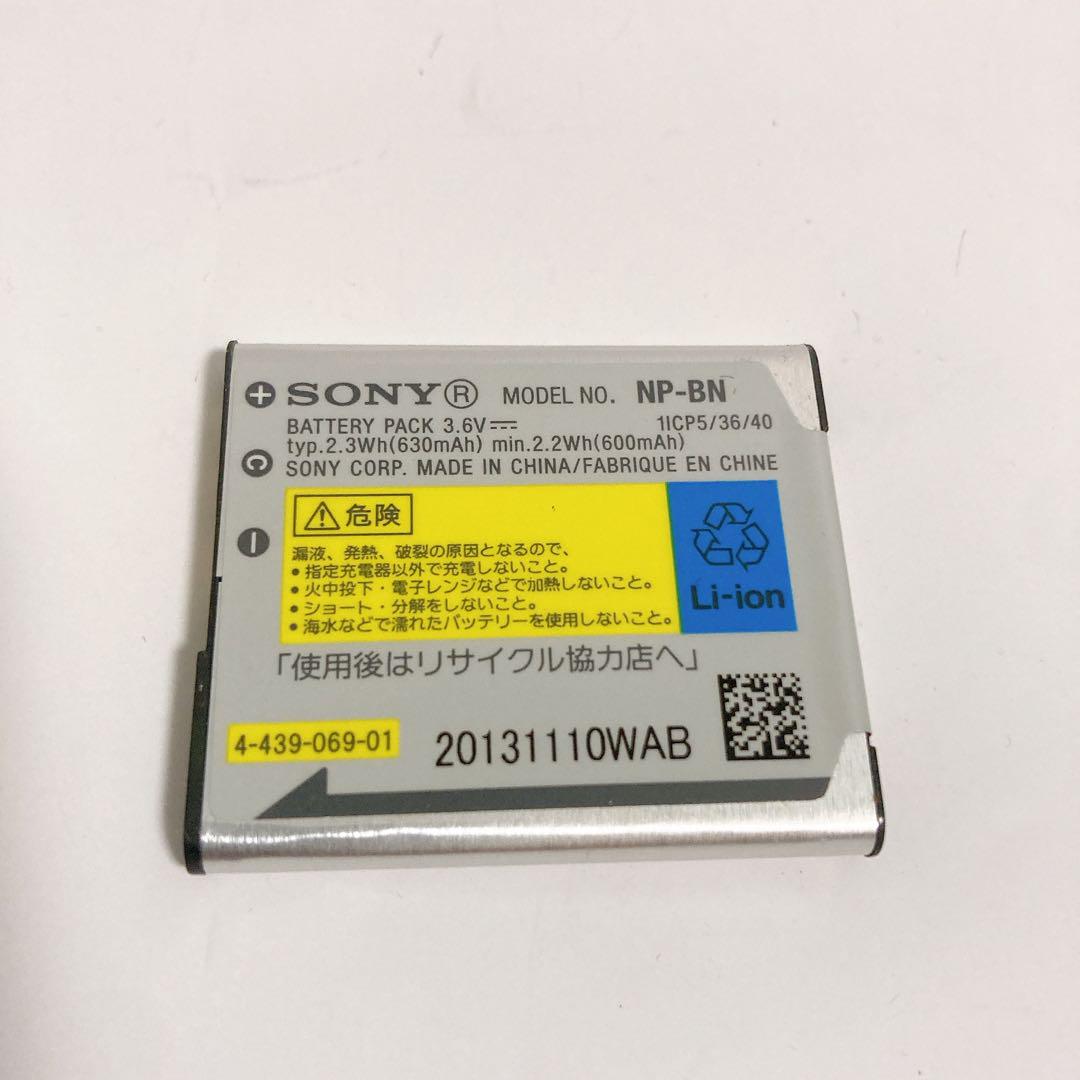 + SONY® MODEL NO. NP-BN
BATTERY PACK 3.6V⎓ 1ICP5/36/40
typ.2.3Wh(630mAh) min.2.2Wh(600mAh)
C SONY CORP. MADE IN CHINA/FABRIQUE EN CHINE
⚠危険
漏液、発熱、破裂の原因となるので、
●指定充電器以外で充電しないこと。
●火中投下・電子レンジなどで加熱しないこと。
●ショート・分解をしないこと。
●海水などで濡れたバッテリーを使用しないこと。
Li-ion
「使用後はリサイクル協力店へ」
4-439-069-01
20131110WAB